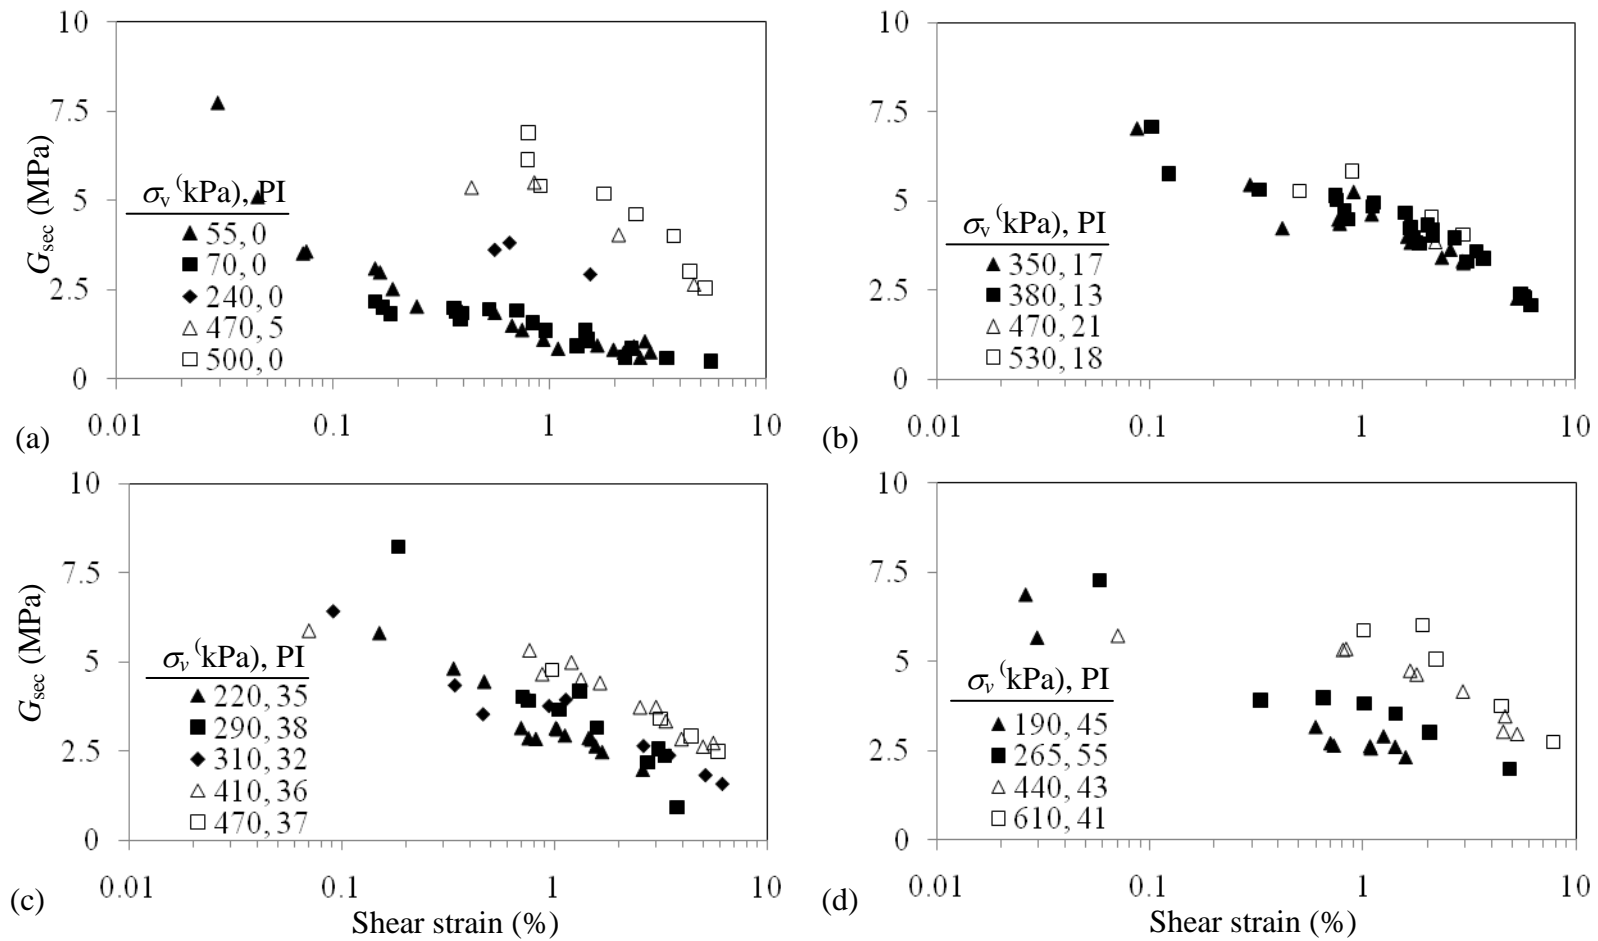 10
7.5
5
2.5
0
G_sec (MPa)
σ_v (kPa), PI
55, 0
70, 0
240, 0
470, 5
500, 0
0.01 0.1 1 10
(a)
10
7.5
5
2.5
0
σ_v (kPa), PI
350, 17
380, 13
470, 21
530, 18
0.01 0.1 1 10
(b)
10
7.5
5
2.5
0
G_sec (MPa)
σ_v (kPa), PI
220, 35
290, 38
310, 32
410, 36
470, 37
0.01 0.1 1 10
(c)
Shear strain (%)
10
7.5
5
2.5
0
σ_v (kPa), PI
190, 45
265, 55
440, 43
610, 41
0.01 0.1 1 10
(d)
Shear strain (%)